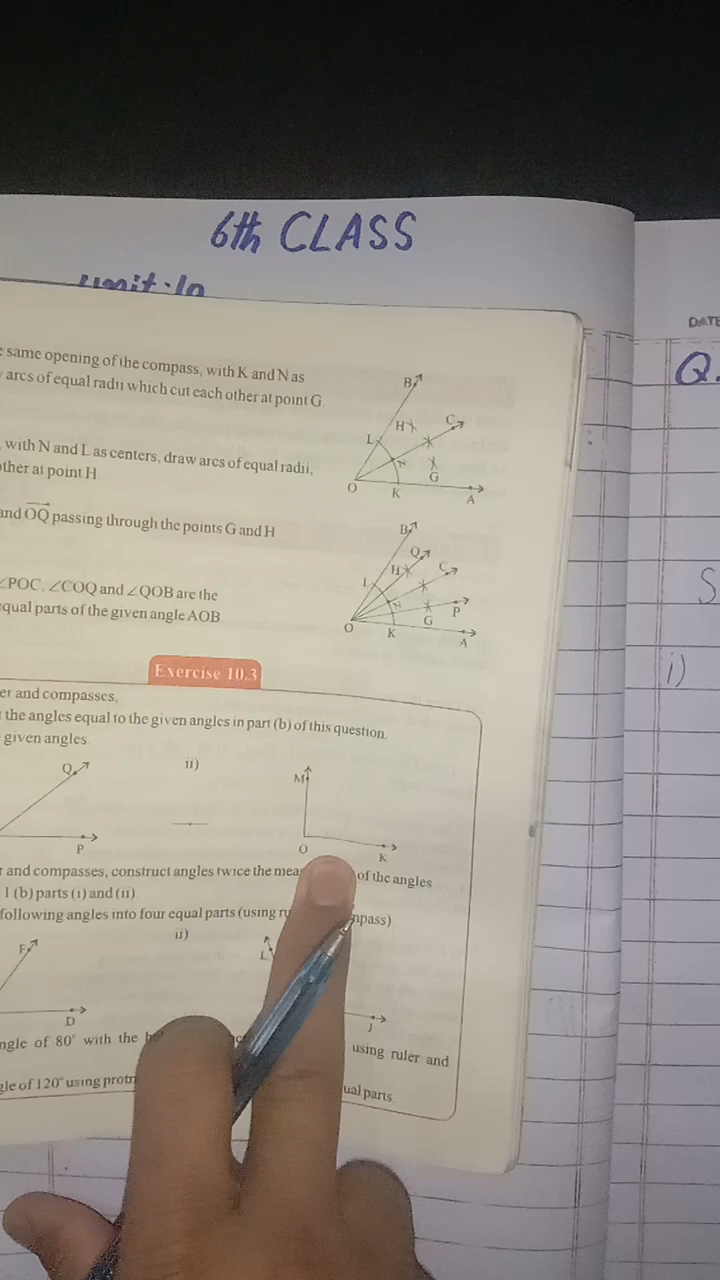 6th CLASS
unit:10
DATE
Q.
same opening of the compass, with K and N as
arcs of equal radii which cut each other at point G.
B
H
C
L
N
G
O
K
A
with N and L as centers, draw arcs of equal radii,
other at point H.
and OQ passing through the points G and H
B
Q
H
C
L
N
P
G
O
K
A
∠POC, ∠COQ and ∠QOB are the
equal parts of the given angle AOB
S
i)
Exercise 10.3
er and compasses,
the angles equal to the given angles in part (b) of this question.
given angles
Q
P
ii)
M
O
K
and compasses, construct angles twice the mea of the angles
1 (b) parts (i) and (ii)
following angles into four equal parts (using ru mpass)
F
D
ii)
L
J
ngle of 80° with the using ruler and
gle of 120° using protr ual parts.